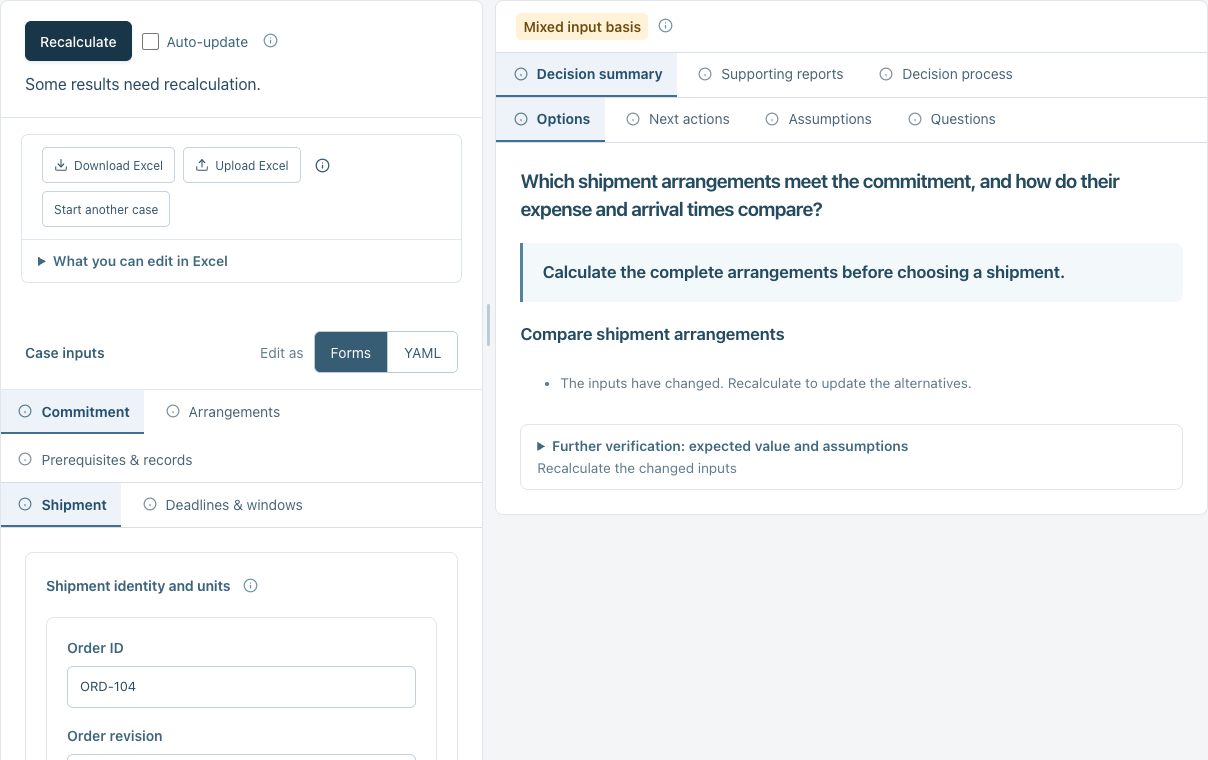 Recalculate
Auto-update
Some results need recalculation.
Download Excel
Upload Excel
Start another case
What you can edit in Excel
Case inputs
Edit as
Forms
YAML
Commitment
Arrangements
Prerequisites & records
Shipment
Deadlines & windows
Shipment identity and units
Order ID
ORD-104
Order revision
Mixed input basis
Decision summary
Supporting reports
Decision process
Options
Next actions
Assumptions
Questions
Which shipment arrangements meet the commitment, and how do their
expense and arrival times compare?
Calculate the complete arrangements before choosing a shipment.
Compare shipment arrangements
The inputs have changed. Recalculate to update the alternatives.
Further verification: expected value and assumptions
Recalculate the changed inputs